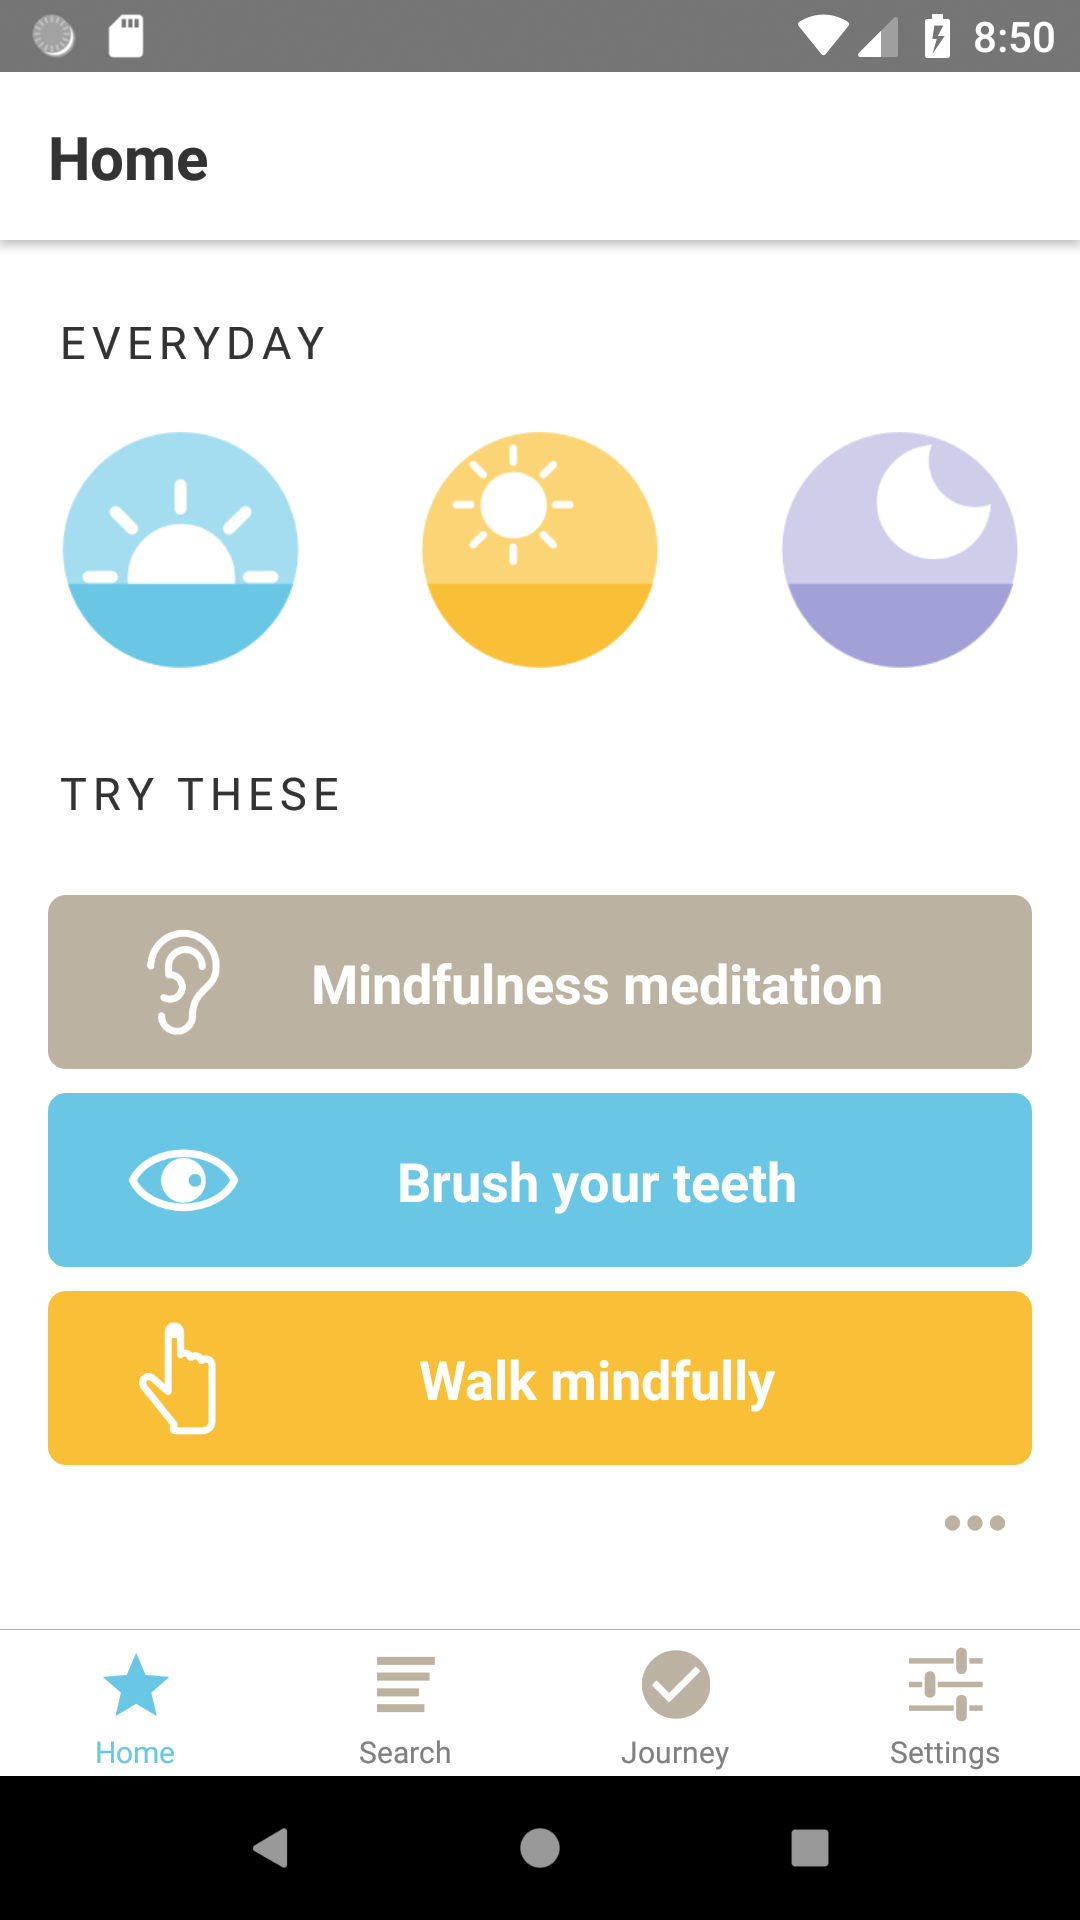 8:50
Home
EVERYDAY
TRY THESE
Mindfulness meditation
Brush your teeth
Walk mindfully
Home
Search
Journey
Settings